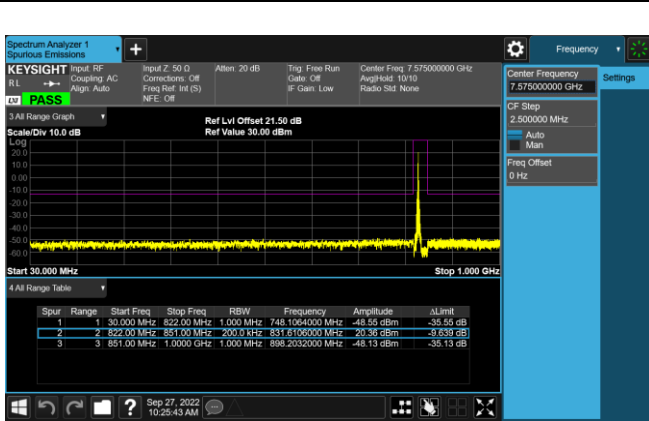 Spectrum Analyzer 1
Spurious Emissions
Frequency
KEYSIGHT Input: RF Input Z: 50 Ω Atten: 20 dB Trig: Free Run Center Freq: 7.575000000 GHz
RL Coupling: AC Corrections: Off Gate: Off Avg|Hold: 10/10
Align: Auto Freq Ref: Int (S) IF Gain: Low Radio Std: None
LXI PASS NFE: Off
Center Frequency
7.575000000 GHz
Settings
CF Step
2.500000 MHz
Auto
Man
Freq Offset
0 Hz
3 All Range Graph
Ref Lvl Offset 21.50 dB
Scale/Div 10.0 dB Ref Value 30.00 dBm
Log
20.0
10.0
0.00
-10.0
-20.0
-30.0
-40.0
-50.0
-60.0
Start 30.000 MHz Stop 1.000 GHz
4 All Range Table
Spur Range Start Freq Stop Freq RBW Frequency Amplitude ΔLimit
1 1 30.000 MHz 822.00 MHz 1.000 MHz 748.1064000 MHz -48.55 dBm -35.55 dB
2 2 822.00 MHz 851.00 MHz 200.0 kHz 831.6106000 MHz 20.36 dBm -9.639 dB
3 3 851.00 MHz 1.0000 GHz 1.000 MHz 898.2032000 MHz -48.13 dBm -35.13 dB
Sep 27, 2022
10:25:43 AM